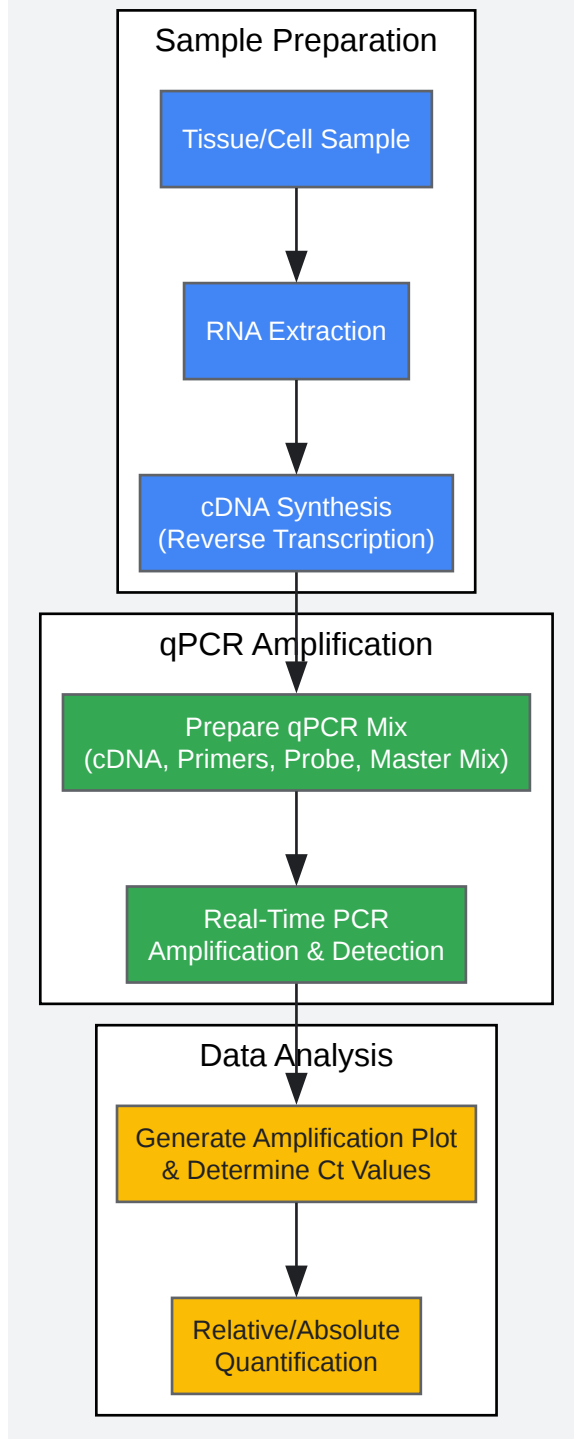 Sample Preparation
Tissue/Cell Sample
RNA Extraction
cDNA Synthesis
(Reverse Transcription)
qPCR Amplification
Prepare qPCR Mix
(cDNA, Primers, Probe, Master Mix)
Real-Time PCR
Amplification & Detection
Data Analysis
Generate Amplification Plot
& Determine Ct Values
Relative/Absolute
Quantification